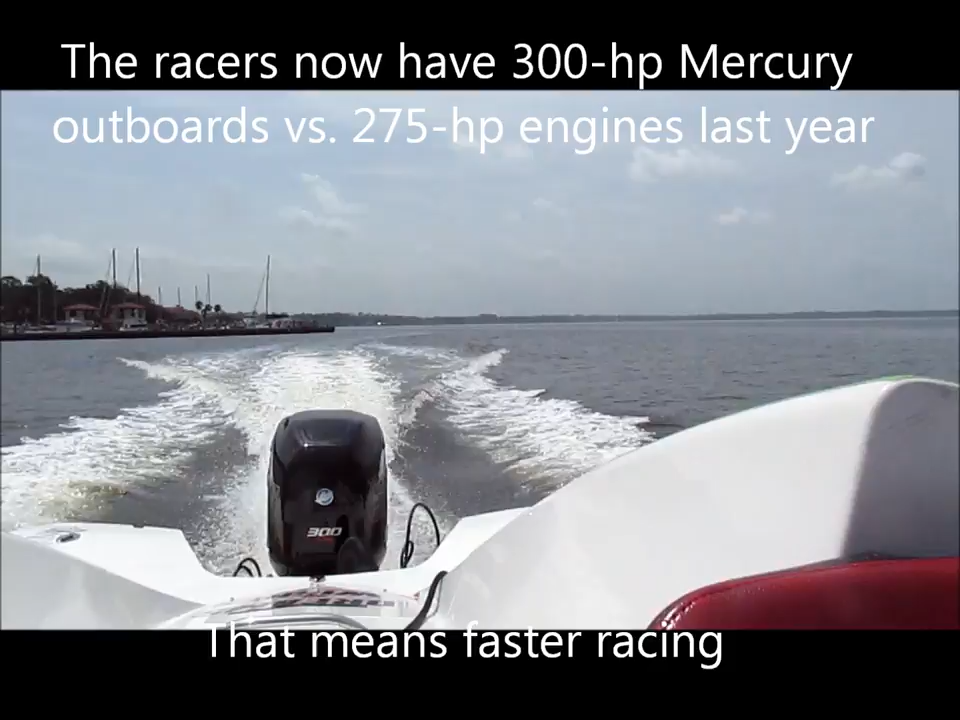 The racers now have 300-hp Mercury
outboards vs. 275-hp engines last year
300
That means faster racing